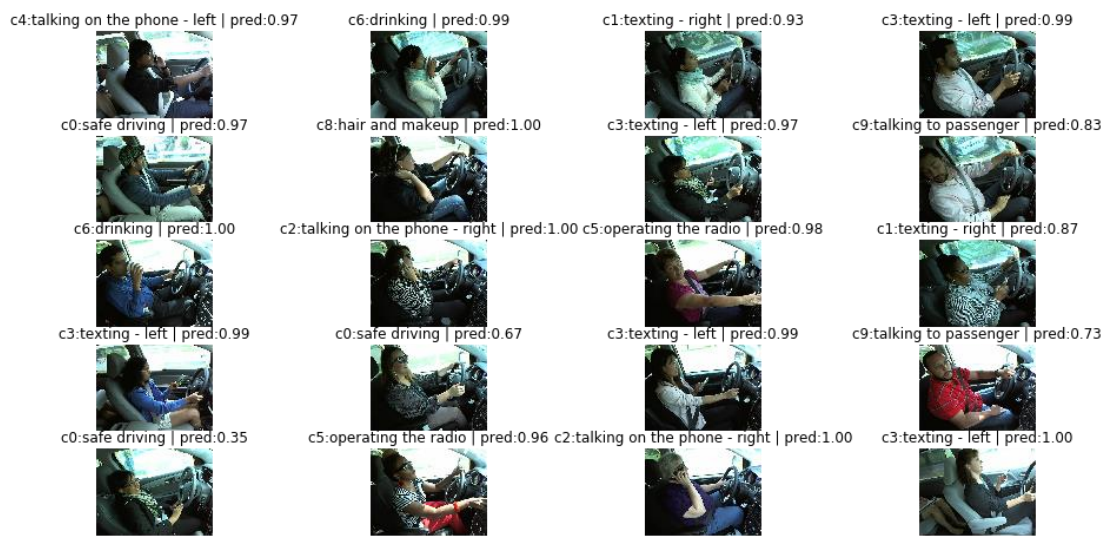 c4:talking on the phone - left | pred:0.97
c6:drinking | pred:0.99
c1:texting - right | pred:0.93
c3:texting - left | pred:0.99
c0:safe driving | pred:0.97
c8:hair and makeup | pred:1.00
c3:texting - left | pred:0.97
c9:talking to passenger | pred:0.83
c6:drinking | pred:1.00
c2:talking on the phone - right | pred:1.00
c5:operating the radio | pred:0.98
c1:texting - right | pred:0.87
c3:texting - left | pred:0.99
c0:safe driving | pred:0.67
c3:texting - left | pred:0.99
c9:talking to passenger | pred:0.73
c0:safe driving | pred:0.35
c5:operating the radio | pred:0.96
c2:talking on the phone - right | pred:1.00
c3:texting - left | pred:1.00